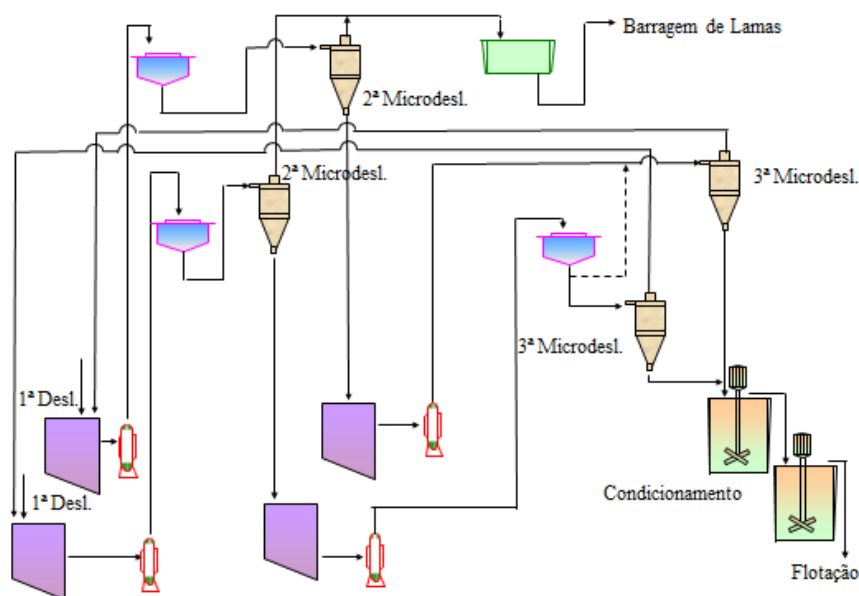 Barragem de Lamas
2ª Microdesl.
2ª Microdesl.
3ª Microdesl.
3ª Microdesl.
1ª Desl.
1ª Desl.
Condicionamento
Flotação